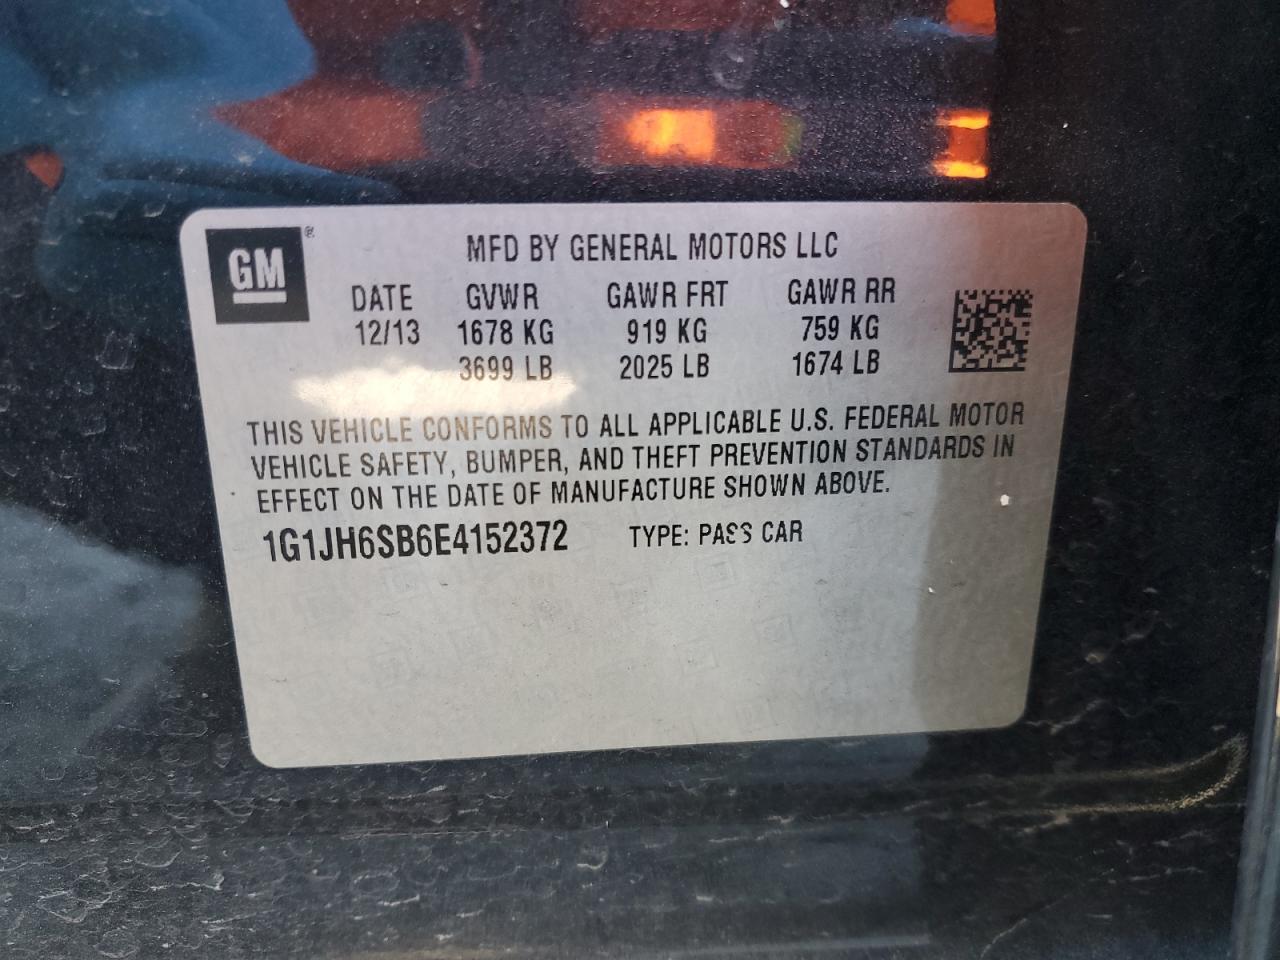 GM ®
MFD BY GENERAL MOTORS LLC
DATE GVWR GAWR FRT GAWR RR
12/13 1678 KG 919 KG 759 KG
3699 LB 2025 LB 1674 LB
THIS VEHICLE CONFORMS TO ALL APPLICABLE U.S. FEDERAL MOTOR
VEHICLE SAFETY, BUMPER, AND THEFT PREVENTION STANDARDS IN
EFFECT ON THE DATE OF MANUFACTURE SHOWN ABOVE.
1G1JH6SB6E4152372 TYPE: PASS CAR